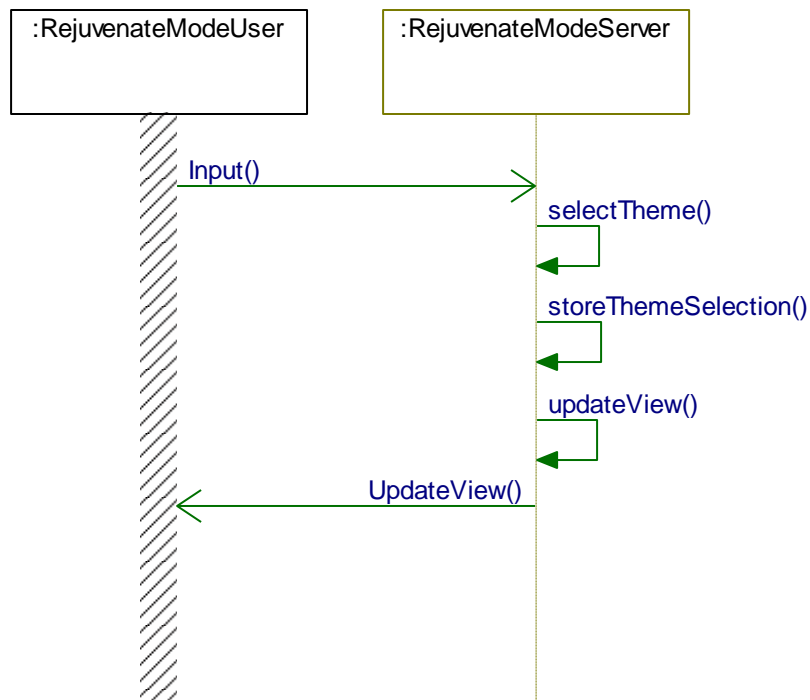 :RejuvenateModeUser
:RejuvenateModeServer
Input()
selectTheme()
storeThemeSelection()
updateView()
UpdateView()